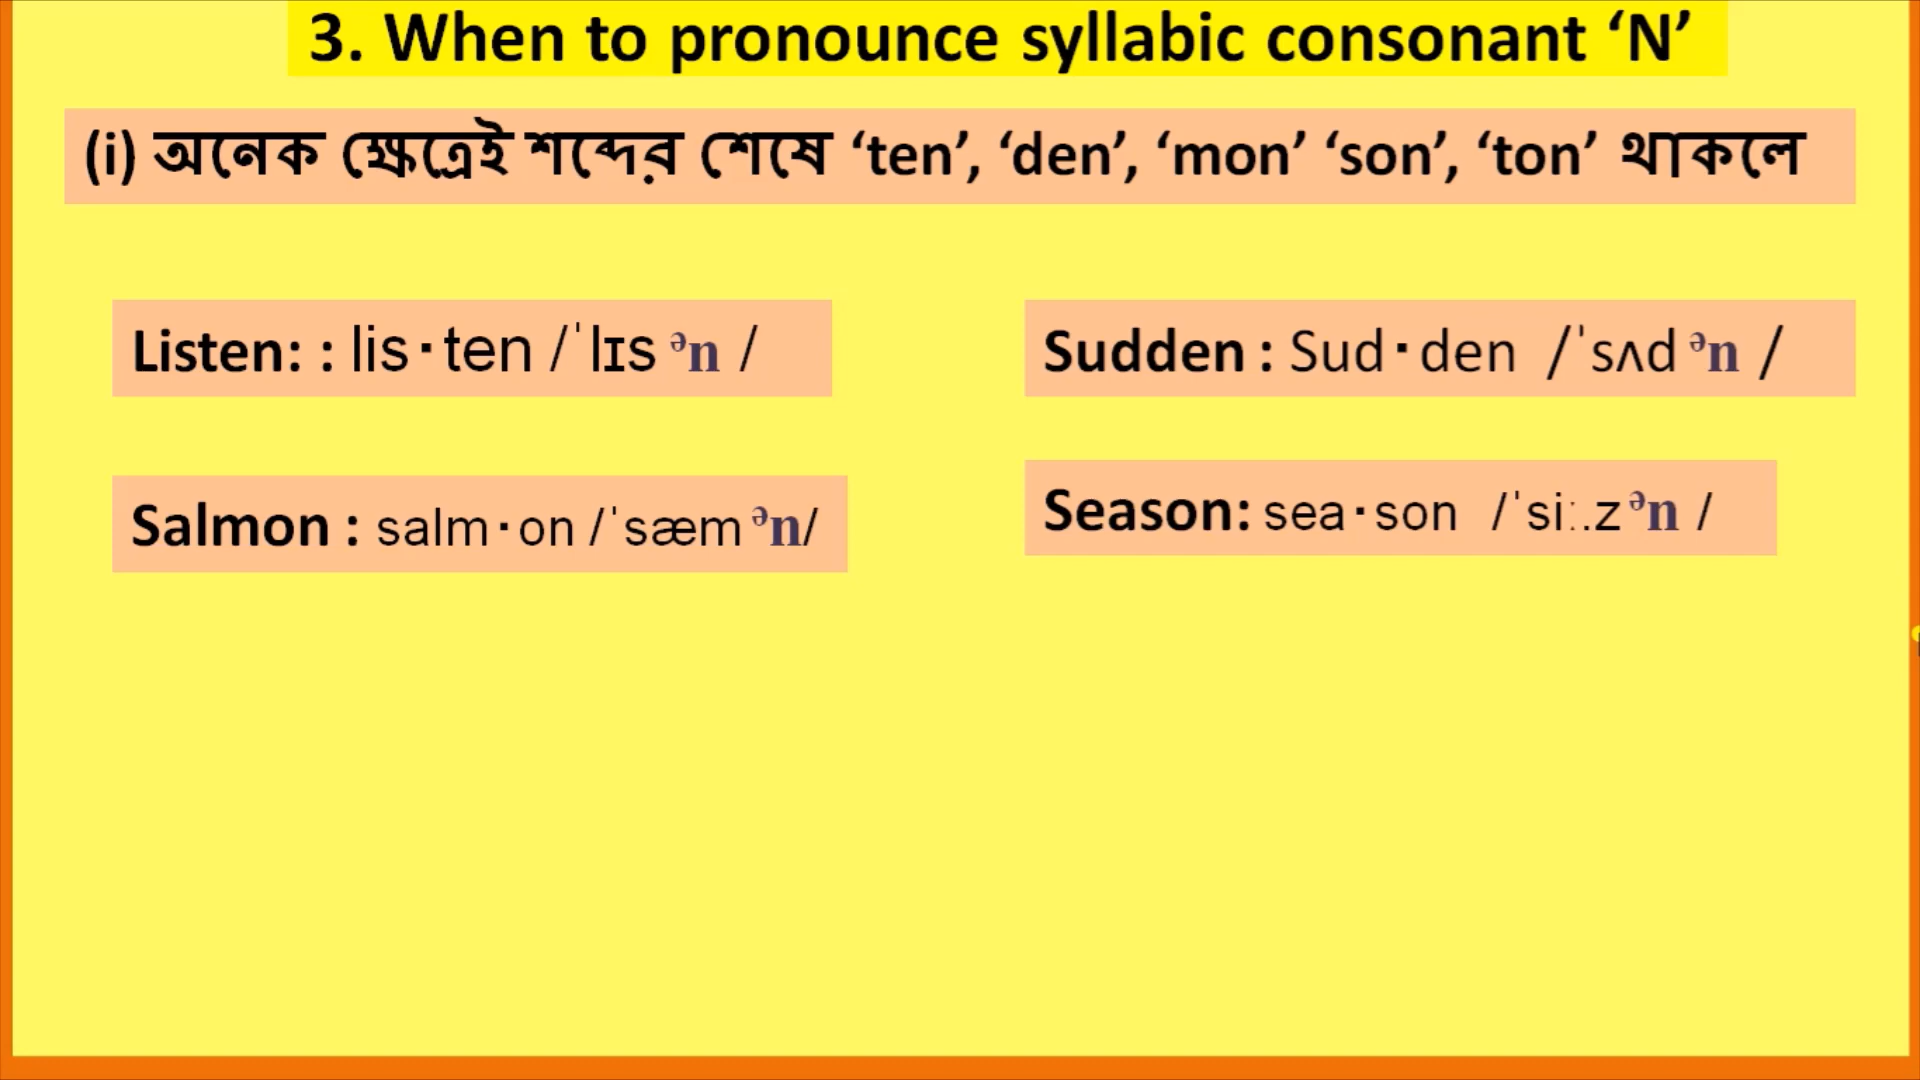 3. When to pronounce syllabic consonant ‘N’
(i) অনেক ক্ষেত্রেই শব্দের শেষে ‘ten’, ‘den’, ‘mon’ ‘son’, ‘ton’ থাকলে
Listen: : lis·ten /ˈlɪs ᵊn /
Sudden : Sud·den /ˈsʌd ᵊn /
Salmon : salm·on /ˈsæm ᵊn/
Season: sea·son /ˈsiː.z ᵊn /